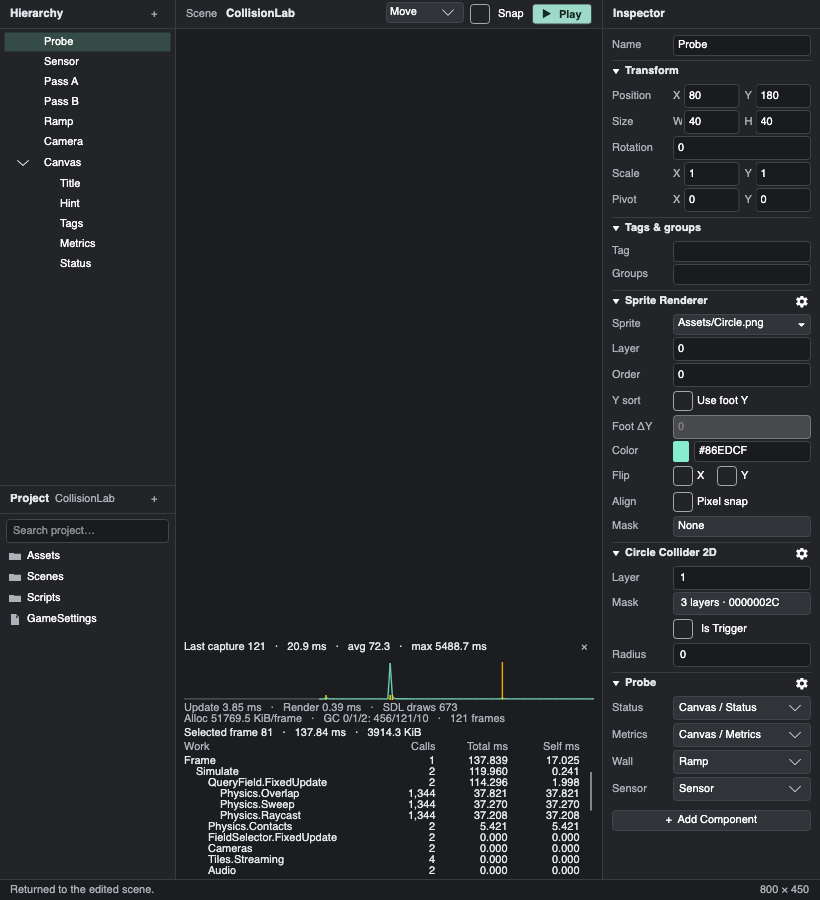 Hierarchy +
Scene CollisionLab Move Snap Play
Inspector
Probe
Sensor
Pass A
Pass B
Ramp
Camera
Canvas
Title
Hint
Tags
Metrics
Status
Project CollisionLab +
Search project...
Assets
Scenes
Scripts
GameSettings
Last capture 121 · 20.9 ms · avg 72.3 · max 5488.7 ms ×
Update 3.85 ms · Render 0.39 ms · SDL draws 673
Alloc 51769.5 KiB/frame · GC 0/1/2: 456/121/10 · 121 frames
Selected frame 81 · 137.84 ms · 3914.3 KiB
Work Calls Total ms Self ms
Frame 1 137.839 17.025
Simulate 2 119.960 0.241
QueryField.FixedUpdate 2 114.296 1.998
Physics.Overlap 1,344 37.821 37.821
Physics.Sweep 1,344 37.270 37.270
Physics.Raycast 1,344 37.208 37.208
Physics.Contacts 2 5.421 5.421
FieldSelector.FixedUpdate 2 0.000 0.000
Cameras 2 0.000 0.000
Tiles.Streaming 4 0.000 0.000
Audio 2 0.000 0.000
Name Probe
Transform
Position X 80 Y 180
Size W 40 H 40
Rotation 0
Scale X 1 Y 1
Pivot X 0 Y 0
Tags & groups
Tag
Groups
Sprite Renderer
Sprite Assets/Circle.png
Layer 0
Order 0
Y sort Use foot Y
Foot ΔY 0
Color #86EDCF
Flip X Y
Align Pixel snap
Mask None
Circle Collider 2D
Layer 1
Mask 3 layers · 0000002C
Is Trigger
Radius 0
Probe
Status Canvas / Status
Metrics Canvas / Metrics
Wall Ramp
Sensor Sensor
+ Add Component
Returned to the edited scene. 800 × 450